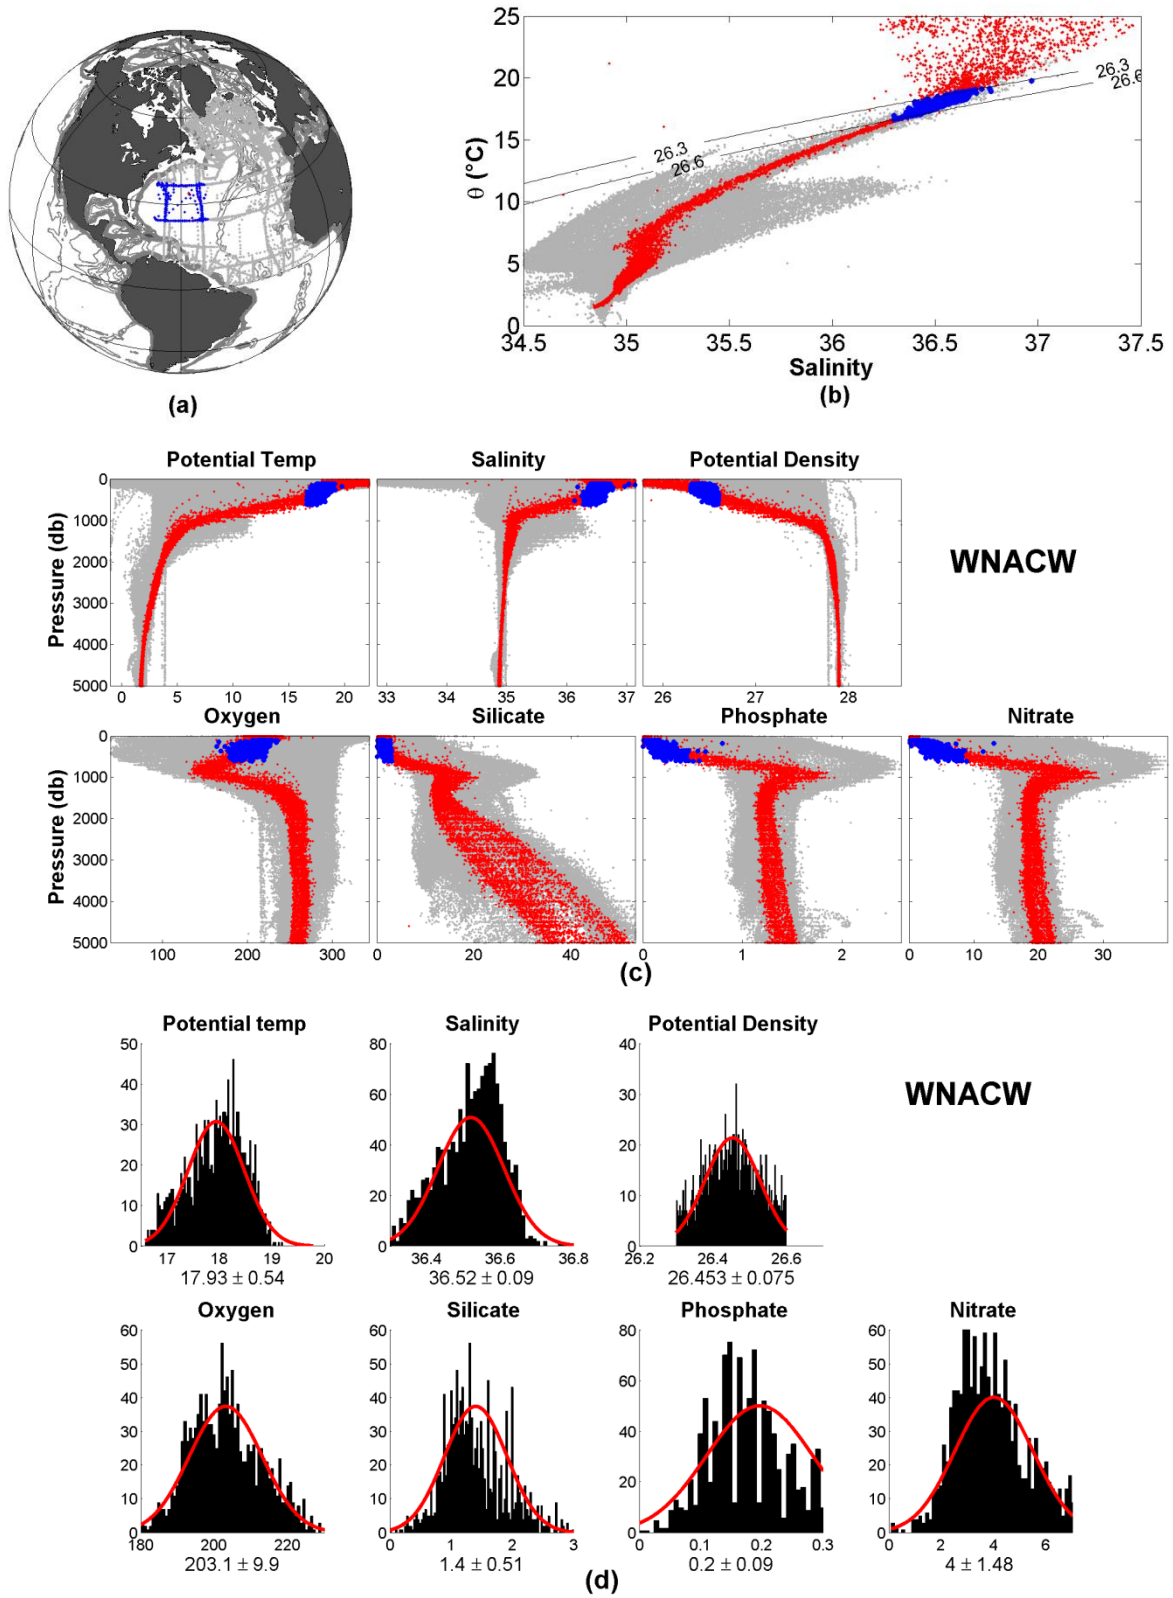 25
20
15
10
5
0
θ (°C)
26.3
26.6
26.3
26.6
34.5 35 35.5 36 36.5 37 37.5
Salinity
(a)
(b)
Potential Temp Salinity Potential Density
0
1000
2000
3000
4000
5000
Pressure (db)
WNACW
0 5 10 15 20
33 34 35 36 37
26 27 28
Oxygen Silicate Phosphate Nitrate
0
1000
2000
3000
4000
5000
Pressure (db)
100 200 300
0 20 40
0 1 2
0 10 20 30
(c)
Potential temp Salinity Potential Density
WNACW
50
40
30
20
10
0
17 18 19 20
17.93 ± 0.54
80
60
40
20
0
36.4 36.6 36.8
36.52 ± 0.09
40
30
20
10
0
26.2 26.4 26.6
26.453 ± 0.075
Oxygen Silicate Phosphate Nitrate
60
50
40
30
20
10
0
180 200 220
203.1 ± 9.9
60
50
40
30
20
10
0
0 1 2 3
1.4 ± 0.51
80
60
40
20
0
0 0.1 0.2 0.3
0.2 ± 0.09
60
50
40
30
20
10
0
0 2 4 6
4 ± 1.48
(d)